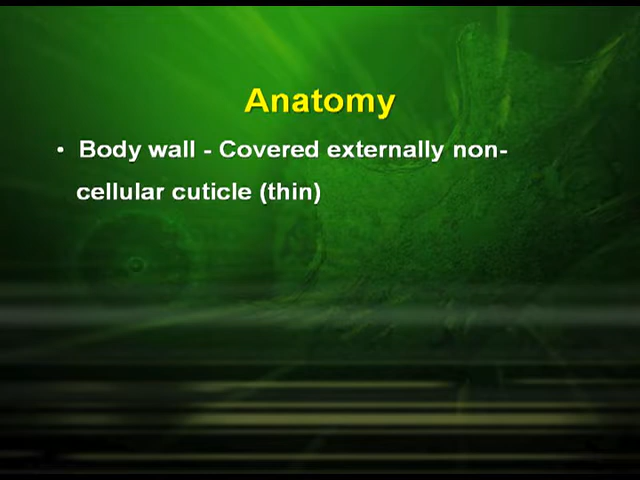 Anatomy
• Body wall - Covered externally non-
cellular cuticle (thin)